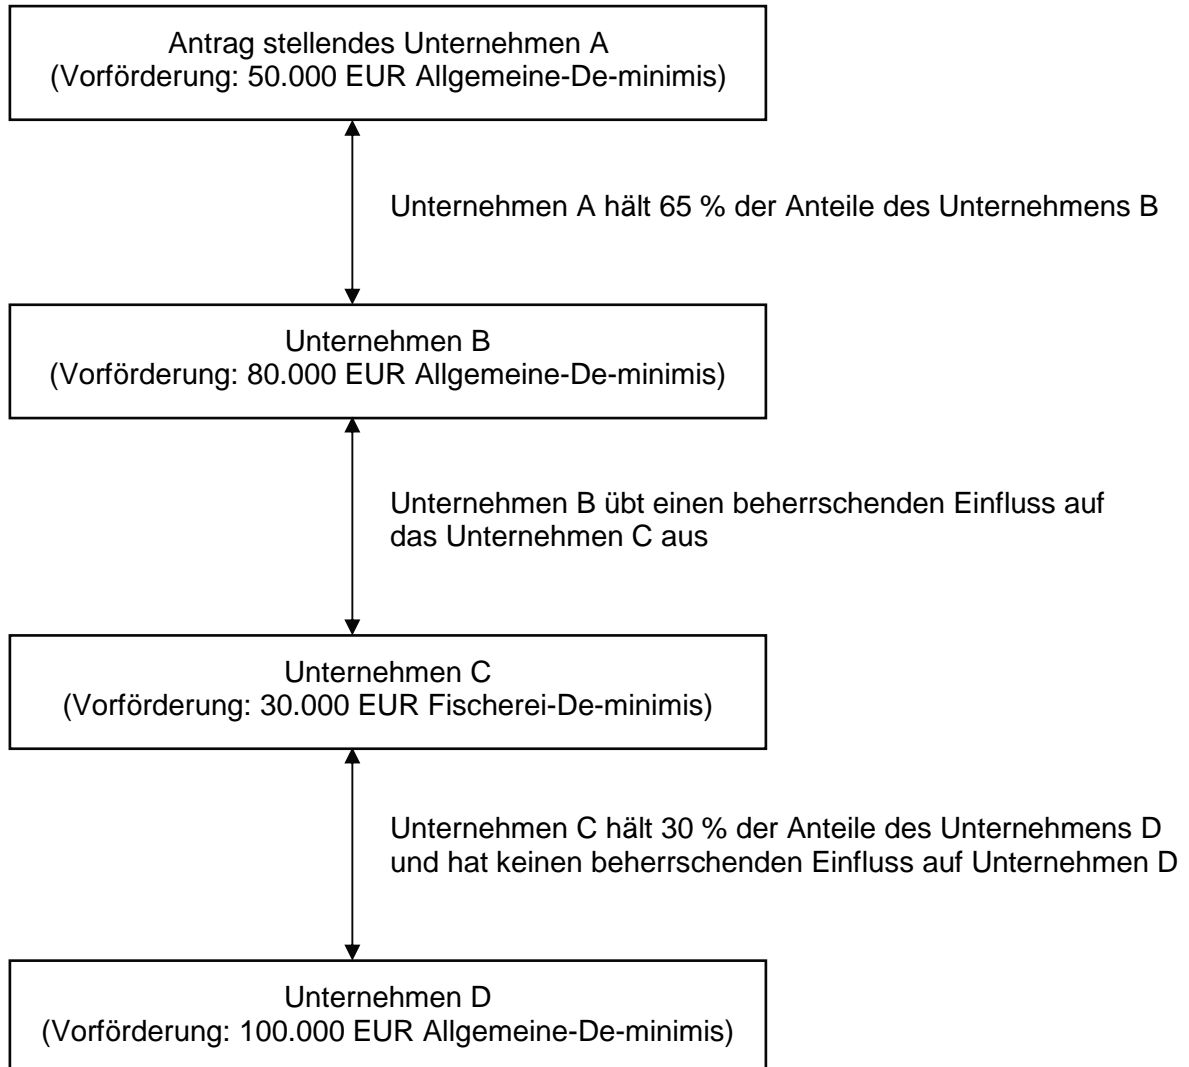 Antrag stellendes Unternehmen A
(Vorförderung: 50.000 EUR Allgemeine-De-minimis)
Unternehmen A hält 65 % der Anteile des Unternehmens B
Unternehmen B
(Vorförderung: 80.000 EUR Allgemeine-De-minimis)
Unternehmen B übt einen beherrschenden Einfluss auf
das Unternehmen C aus
Unternehmen C
(Vorförderung: 30.000 EUR Fischerei-De-minimis)
Unternehmen C hält 30 % der Anteile des Unternehmens D
und hat keinen beherrschenden Einfluss auf Unternehmen D
Unternehmen D
(Vorförderung: 100.000 EUR Allgemeine-De-minimis)